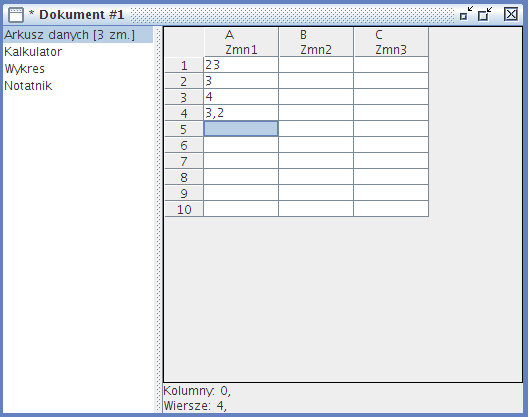 * Dokument #1
Arkusz danych [3 zm.]
Kalkulator
Wykres
Notatnik
A B C
Zmn1 Zmn2 Zmn3
1 23
2 3
3 4
4 3,2
5
6
7
8
9
10
Kolumny: 0,
Wiersze: 4,